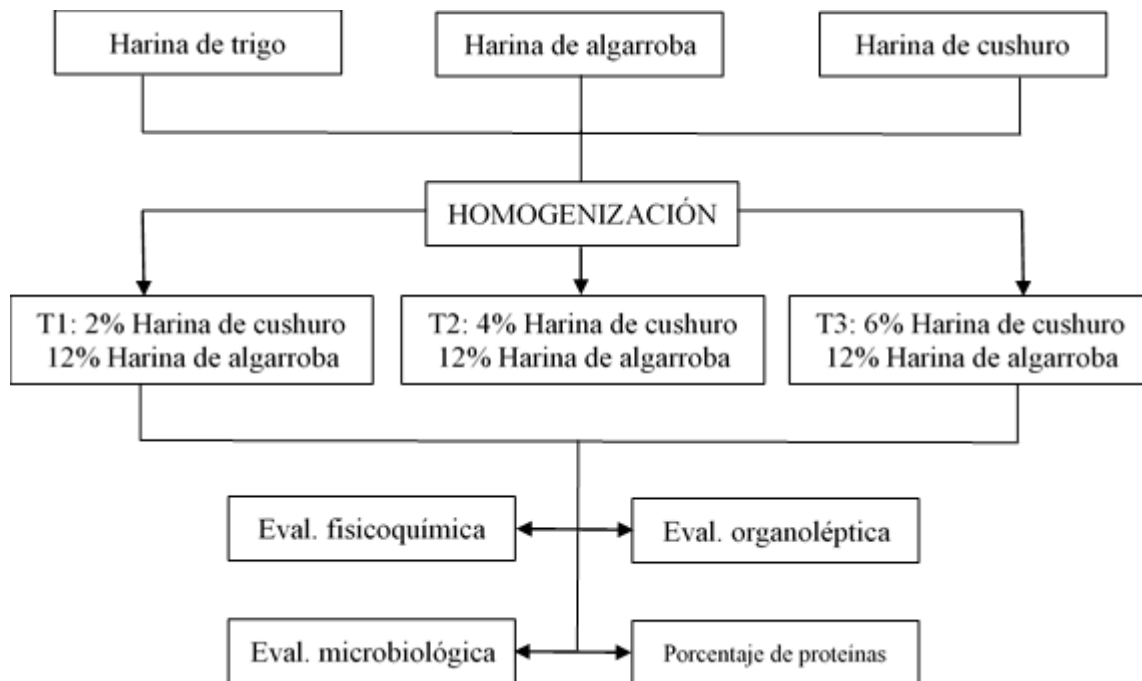 Harina de trigo
Harina de algarroba
Harina de cushuro
HOMOGENIZACIÓN
T1: 2% Harina de cushuro
12% Harina de algarroba
T2: 4% Harina de cushuro
12% Harina de algarroba
T3: 6% Harina de cushuro
12% Harina de algarroba
Eval. fisicoquímica
Eval. organoléptica
Eval. microbiológica
Porcentaje de proteínas